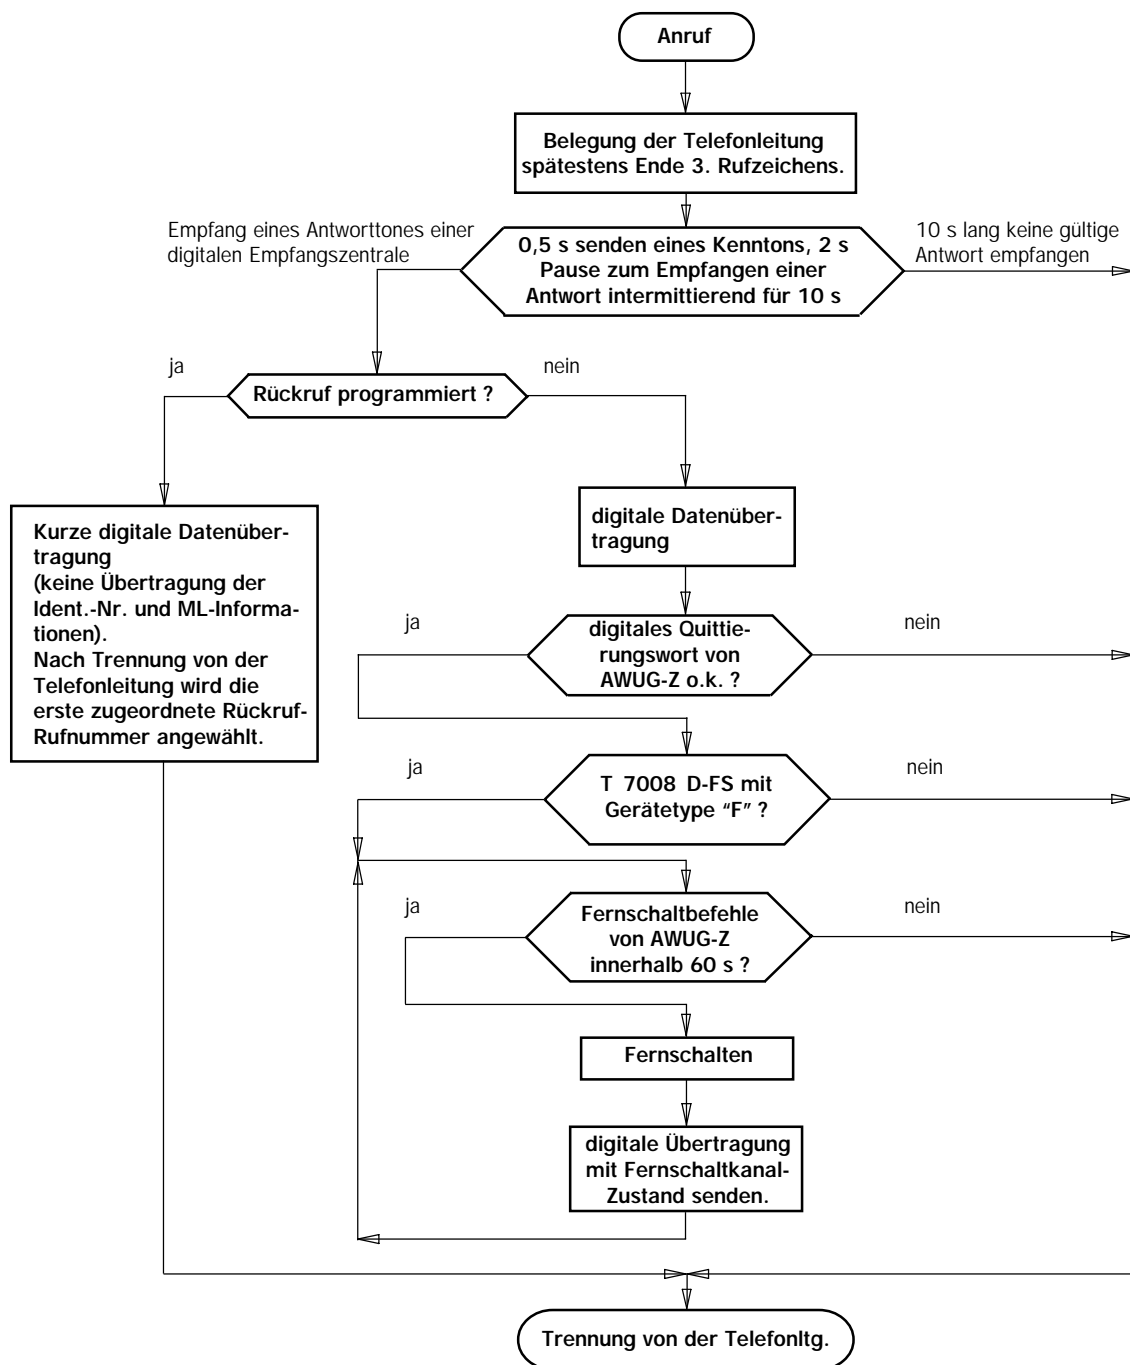 Anruf
Belegung der Telefonleitung
spätestens Ende 3. Rufzeichens.
Empfang eines Antworttones einer
digitalen Empfangszentrale
0,5 s senden eines Kenntons, 2 s
Pause zum Empfangen einer
Antwort intermittierend für 10 s
10 s lang keine gültige
Antwort empfangen
ja
nein
Rückruf programmiert ?
Kurze digitale Datenüber-
tragung
(keine Übertragung der
Ident.-Nr. und ML-Informa-
tionen).
Nach Trennung von der
Telefonleitung wird die
erste zugeordnete Rückruf-
Rufnummer angewählt.
digitale Datenüber-
tragung
ja
digitales Quittie-
rungswort von
AWUG-Z o.k. ?
nein
ja
T 7008 D-FS mit
Gerätetype “F” ?
nein
ja
Fernschaltbefehle
von AWUG-Z
innerhalb 60 s ?
nein
Fernschalten
digitale Übertragung
mit Fernschaltkanal-
Zustand senden.
Trennung von der Telefonltg.